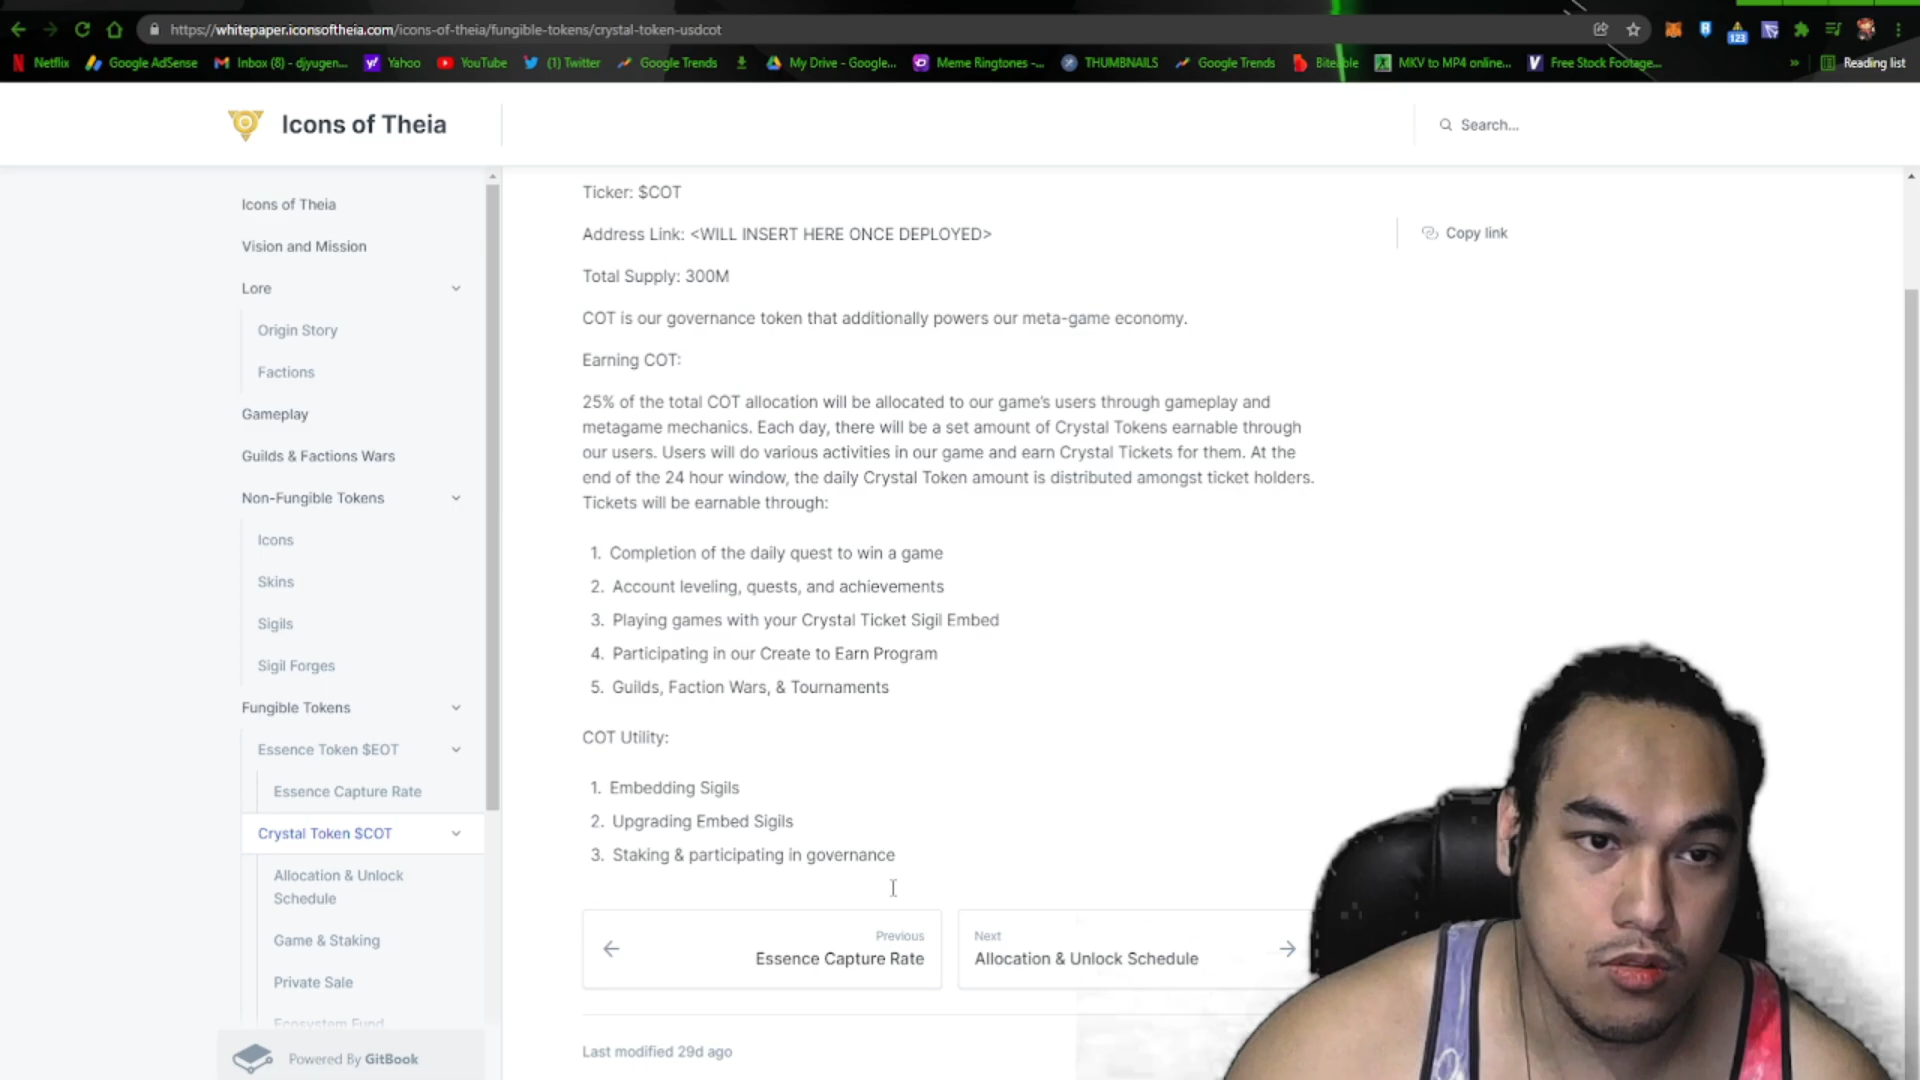 https://whitepaper.iconsoftheia.com/icons-of-theia/fungible-tokens/crystal-token-usdcot
123
Netflix
Google AdSense
Inbox (8) - djyugen...
Yahoo
YouTube
(1) Twitter
Google Trends
My Drive - Google...
Meme Ringtones -...
THUMBNAILS
Google Trends
Biteable
MKV to MP4 online...
Free Stock Footage...
»
Reading list
Icons of Theia
Search...
Icons of Theia
Vision and Mission
Lore
Origin Story
Factions
Gameplay
Guilds & Factions Wars
Non-Fungible Tokens
Icons
Skins
Sigils
Sigil Forges
Fungible Tokens
Essence Token $EOT
Essence Capture Rate
Crystal Token $COT
Allocation & Unlock
Schedule
Game & Staking
Private Sale
Ecosystem Fund
Powered By GitBook
Ticker: $COT
Address Link: <WILL INSERT HERE ONCE DEPLOYED>
Copy link
Total Supply: 300M
COT is our governance token that additionally powers our meta-game economy.
Earning COT:
25% of the total COT allocation will be allocated to our game's users through gameplay and
metagame mechanics. Each day, there will be a set amount of Crystal Tokens earnable through
our users. Users will do various activities in our game and earn Crystal Tickets for them. At the
end of the 24 hour window, the daily Crystal Token amount is distributed amongst ticket holders.
Tickets will be earnable through:
1. Completion of the daily quest to win a game
2. Account leveling, quests, and achievements
3. Playing games with your Crystal Ticket Sigil Embed
4. Participating in our Create to Earn Program
5. Guilds, Faction Wars, & Tournaments
COT Utility:
1. Embedding Sigils
2. Upgrading Embed Sigils
3. Staking & participating in governance
Previous
Essence Capture Rate
Next
Allocation & Unlock Schedule
Last modified 29d ago